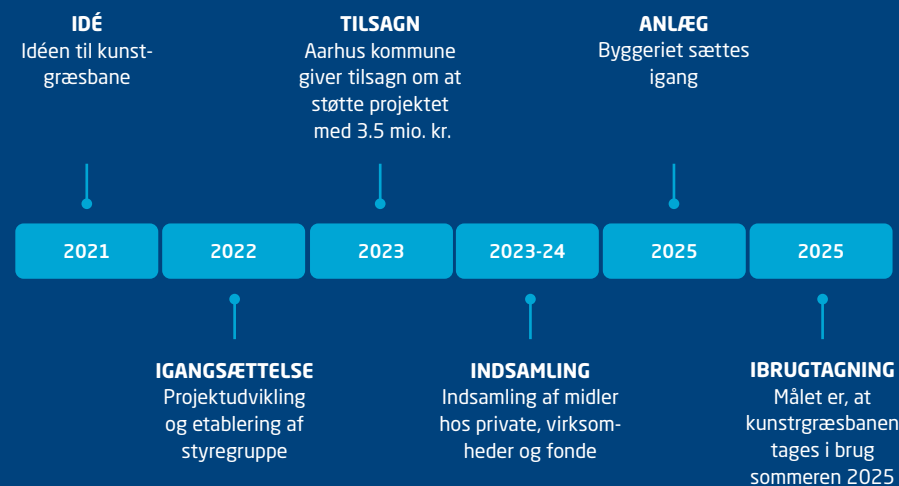 IDÉ
Idéen til kunst-
græsbane
TILSAGN
Aarhus kommune
giver tilsagn om at
støtte projektet
med 3.5 mio. kr.
ANLÆG
Byggeriet sættes
igang
2021
2022
2023
2023-24
2025
2025
IGANGSÆTTELSE
Projektudvikling
og etablering af
styregruppe
INDSAMLING
Indsamling af midler
hos private, virksom-
heder og fonde
IBRUGTAGNING
Målet er, at
kunstrgræsbanen
tages i brug
sommeren 2025